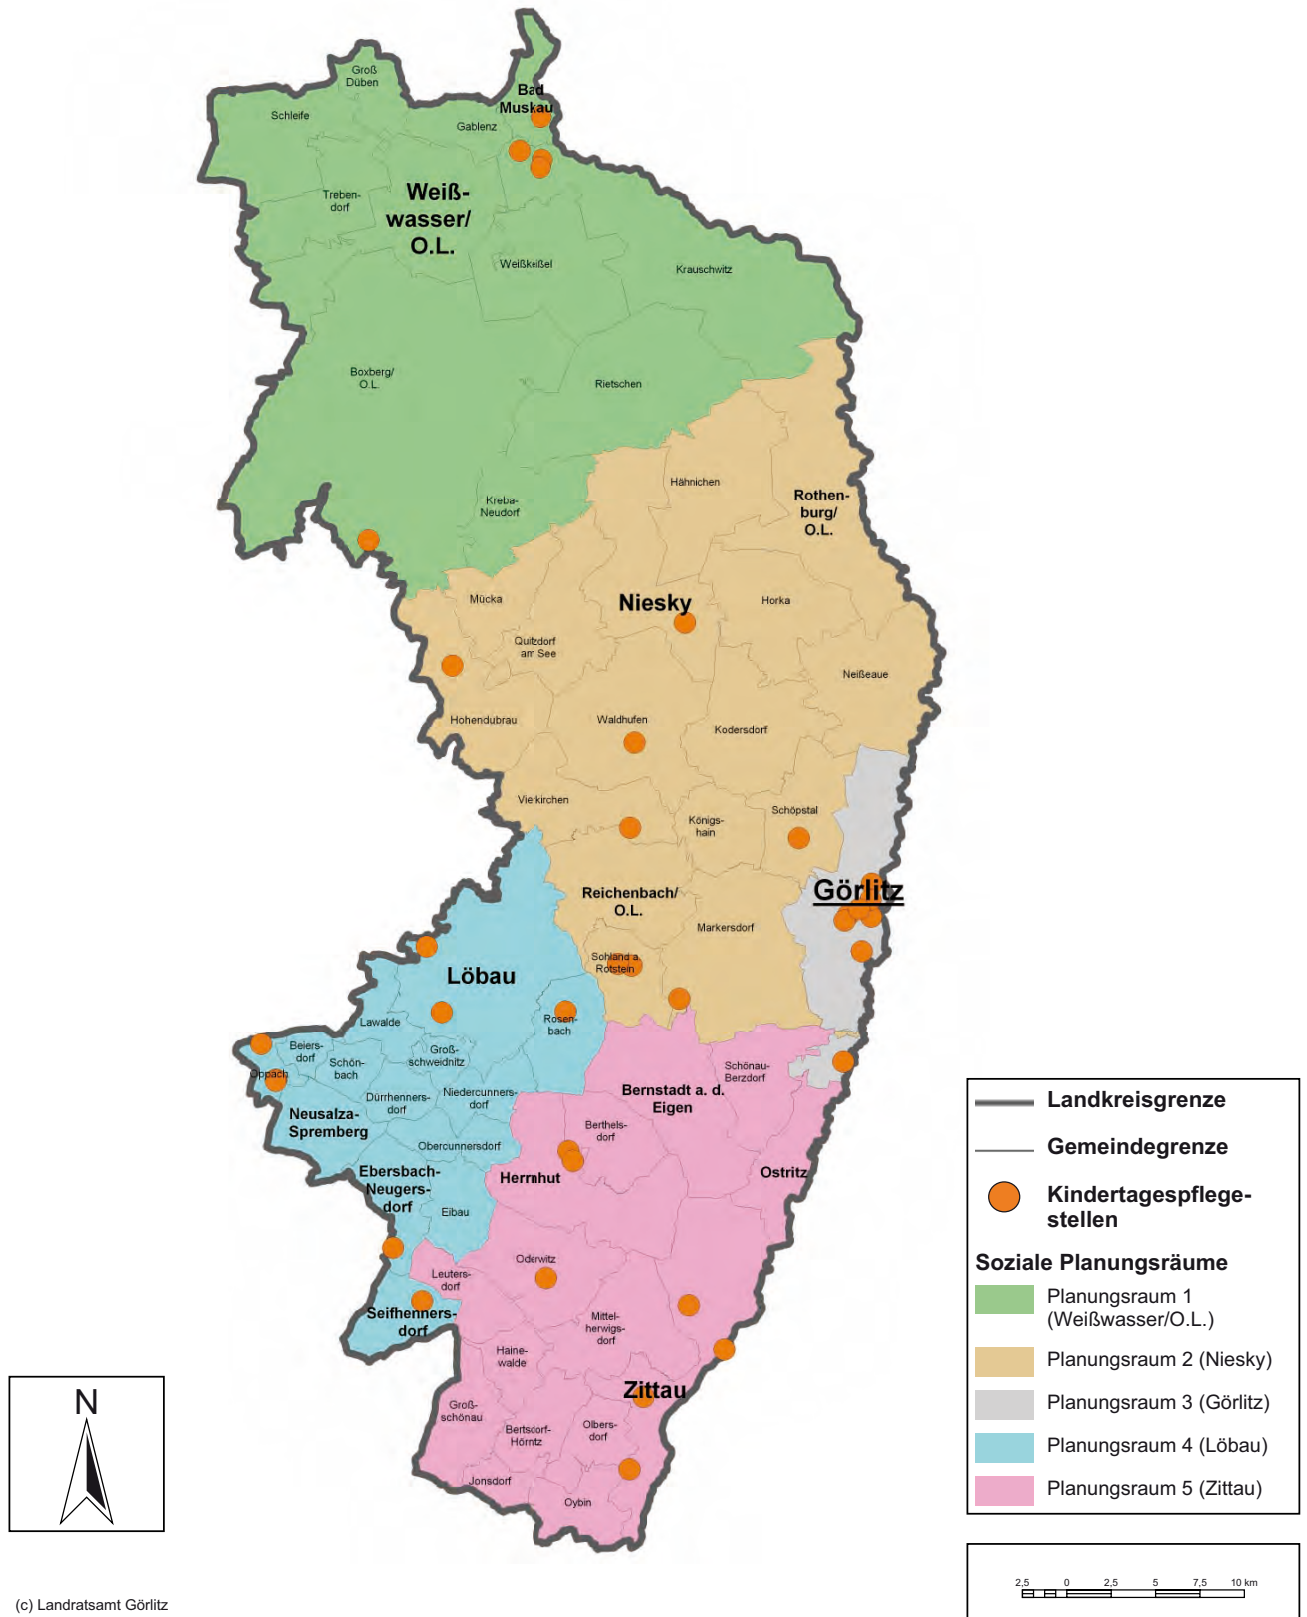 Groß
Düben
Bad
Muskau
Schleife
Gablenz
Treben-
dorf
Weiß-
wasser/
O.L.
Weißkeißel
Krauschwitz
Boxberg/
O.L.
Rietschen
Kreba-
Neudorf
Hähnichen
Rothen-
burg/
O.L.
Mücka
Niesky
Horka
Quitzdorf
am See
Neißeaue
Hohendubrau
Waldhufen
Kodersdorf
Vierkirchen
Königs-
hain
Schöpstal
Reichenbach/
O.L.
Görlitz
Markersdorf
Sohland a.
Rotstein
Löbau
Lawalde
Rosen-
bach
Beiers-
dorf
Schön-
bach
Groß-
schweidnitz
Oppach
Dürrhenners-
dorf
Niedercunners-
dorf
Neusalza-
Spremberg
Obercunnersdorf
Schönau-
Berzdorf
Bernstadt a. d.
Eigen
Berthels-
dorf
Ebersbach-
Neugers-
dorf
Herrnhut
Ostritz
Eibau
Oderwitz
Leuters-
dorf
Seifhenners-
dorf
Mittel-
herwigs-
dorf
Haine-
walde
Zittau
Groß-
schönau
Bertsdorf-
Hörnitz
Olbers-
dorf
Jonsdorf
Oybin
Landkreisgrenze
Gemeindegrenze
Kindertagespflege-
stellen
Soziale Planungsräume
Planungsraum 1
(Weißwasser/O.L.)
Planungsraum 2 (Niesky)
Planungsraum 3 (Görlitz)
Planungsraum 4 (Löbau)
Planungsraum 5 (Zittau)
N
2,5 0 2,5 5 7,5 10 km
(c) Landratsamt Görlitz